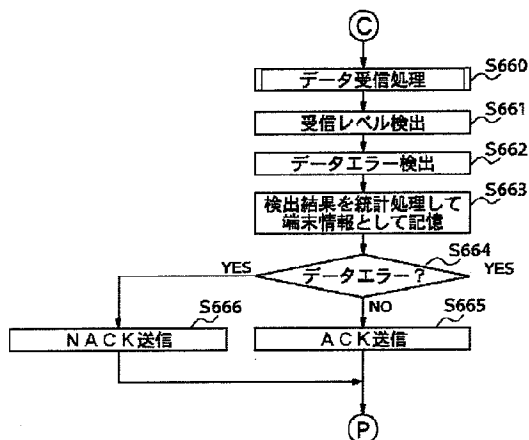 C
S660
データ受信処理
S661
受信レベル検出
S662
データエラー検出
S663
検出結果を統計処理して
端末情報として記憶
S664
YES
データエラー？
YES
NO
S666
S665
NACK送信
ACK送信
P